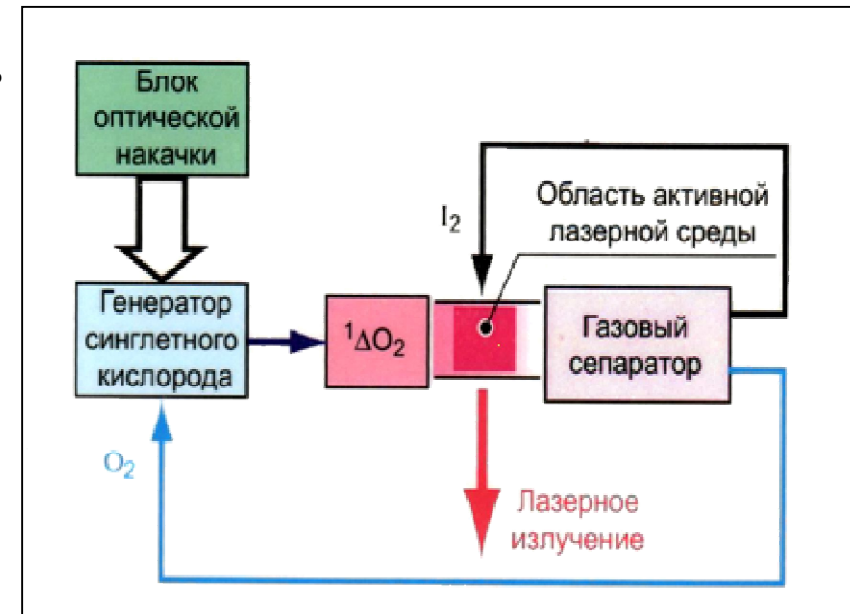 Блок
оптической
накачки
I₂
Область активной
лазерной среды
Генератор
синглетного
кислорода
¹ΔO₂
Газовый
сепаратор
O₂
Лазерное
излучение